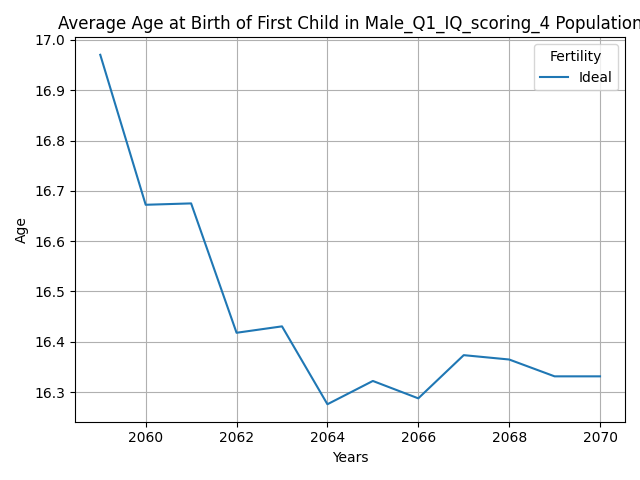 Average Age at Birth of First Child in Male_Q1_IQ_scoring_4 Population
17.0
16.9
16.8
16.7
16.6
16.5
16.4
16.3
Age
Fertility
Ideal
2060 2062 2064 2066 2068 2070
Years